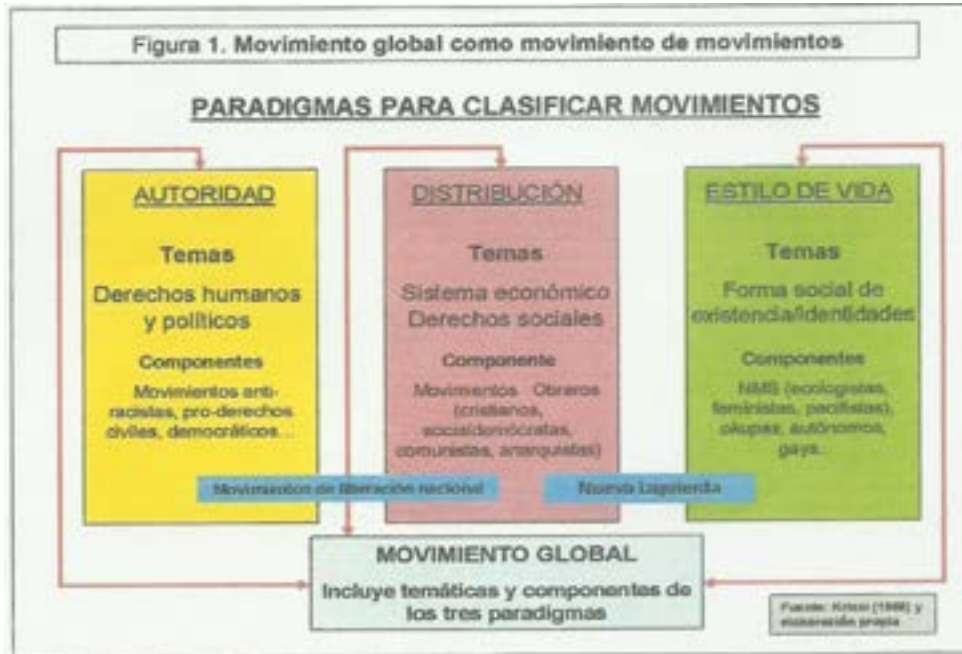 Figura 1. Movimiento global como movimiento de movimientos
PARADIGMAS PARA CLASIFICAR MOVIMIENTOS
AUTORIDAD
Temas
Derechos humanos
y políticos
Componentes
Movimientos anti-
racistas, pro-derechos
civiles, democráticos...
DISTRIBUCIÓN
Temas
Sistema económico
Derechos sociales
Componente
Movimientos Obreros
(cristianos,
socialdemócratas,
comunistas, anarquistas)
ESTILO DE VIDA
Temas
Forma social de
existencia/identidades
Componentes
NMS (ecologistas,
feministas, pacifistas),
okupas, autónomos,
gays...
Movimientos de liberación nacional
Nueva Izquierda
MOVIMIENTO GLOBAL
Incluye temáticas y componentes de
los tres paradigmas
Fuente: y
elaboración propia